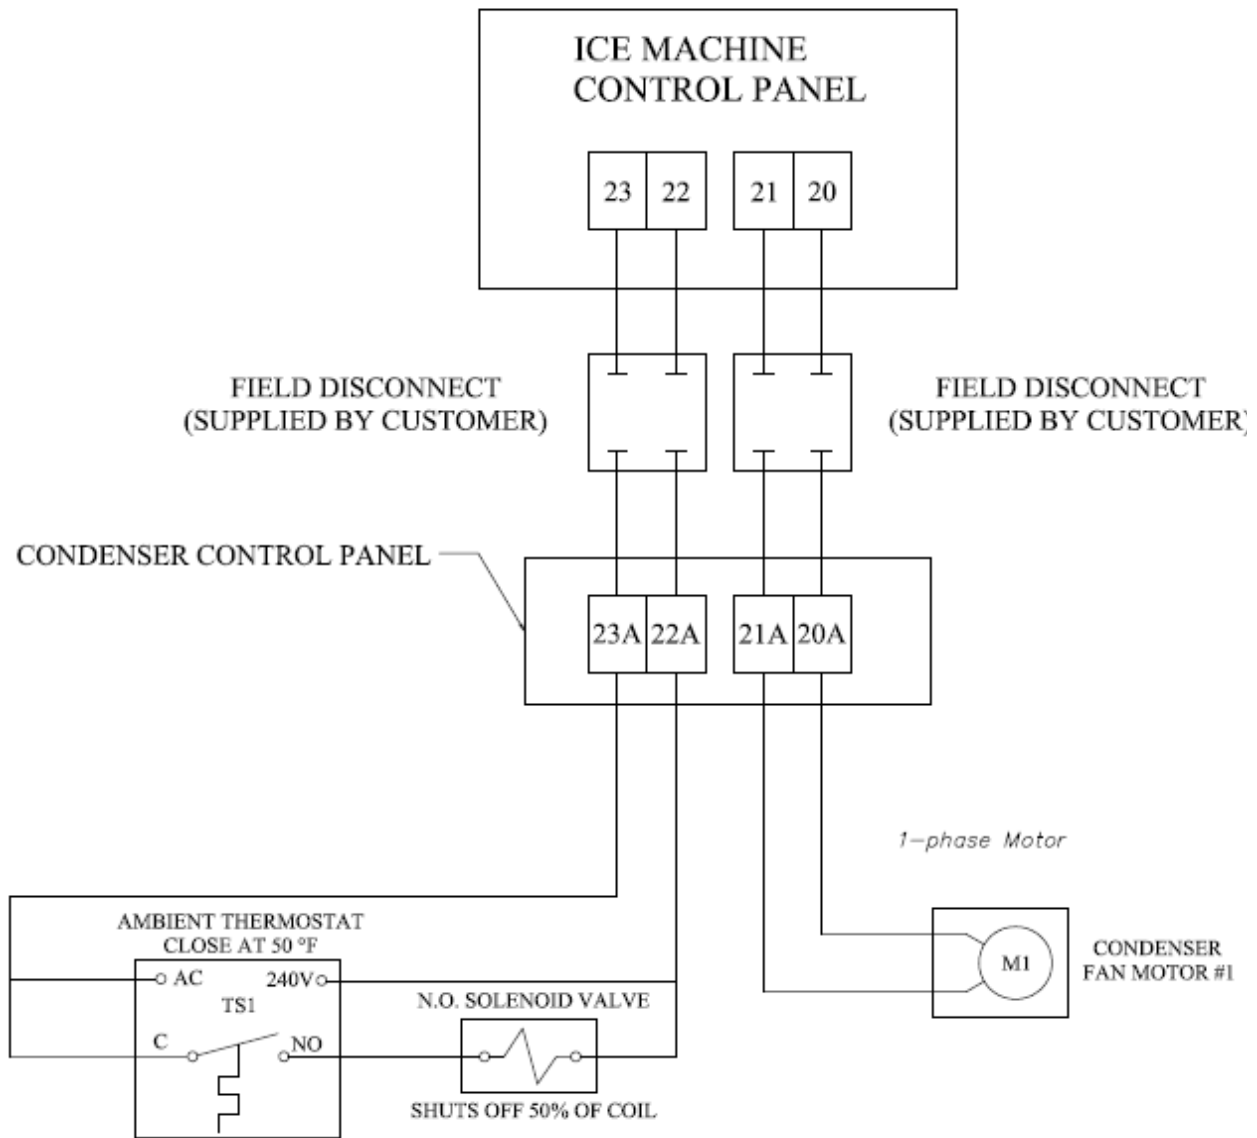 ICE MACHINE
CONTROL PANEL
23 22 21 20
FIELD DISCONNECT
(SUPPLIED BY CUSTOMER)
FIELD DISCONNECT
(SUPPLIED BY CUSTOMER)
CONDENSER CONTROL PANEL
23A 22A 21A 20A
1-phase Motor
AMBIENT THERMOSTAT
CLOSE AT 50 °F
AC 240V
TS1
C NO
N.O. SOLENOID VALVE
SHUTS OFF 50% OF COIL
M1
CONDENSER
FAN MOTOR #1